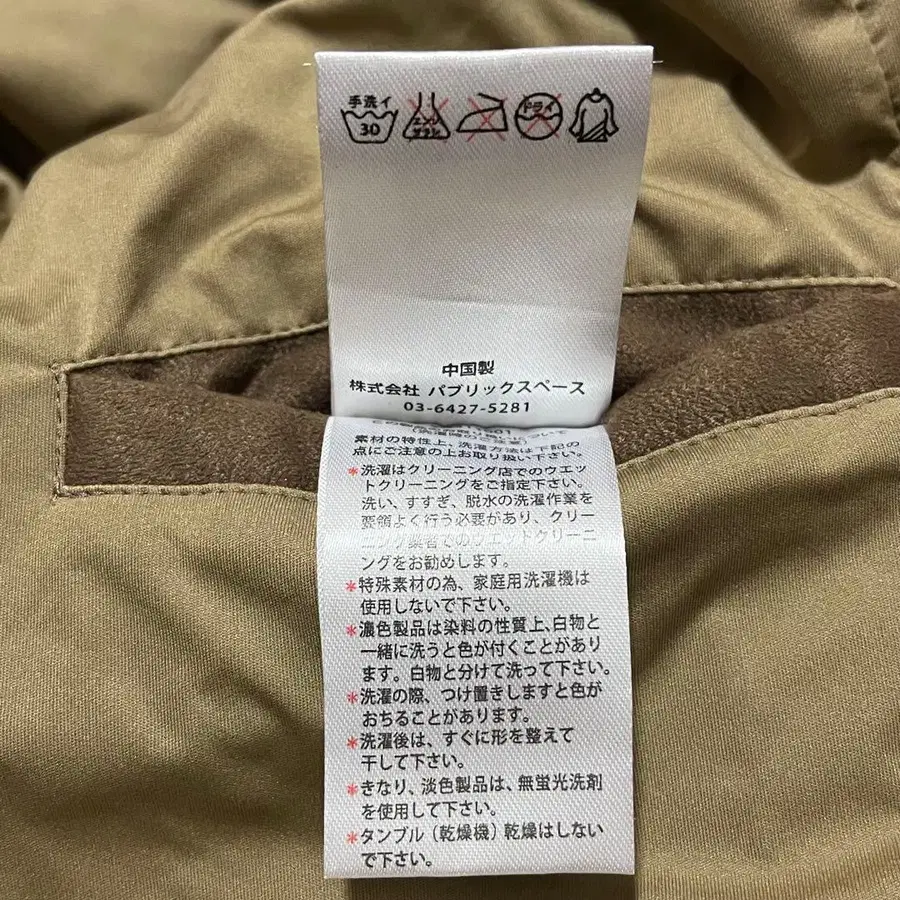 手洗イ
30
エンソ
サラシ
ドライ
中国製
株式会社 パブリックスペース
03-6427-5281
(洗濯時のご注意)
素材の特性上、洗濯方法は下記の
点にご注意の上お取り扱い下さい。
*洗濯はクリーニング店でのウエッ
トクリーニングをご指定下さい。
洗い、すすぎ、脱水の洗濯作業を
要領よく行う必要があり、クリー
ニング業者でのウエットクリーニ
ングをお勧めします。
*特殊素材の為、家庭用洗濯機は
使用しないで下さい。
*濃色製品は染料の性質上、白物と
一緒に洗うと色が付くことがあり
ます。白物と分けて洗って下さい。
*洗濯の際、つけ置きしますと色が
おちることがあります。
*洗濯後は、すぐに形を整えて
干して下さい。
*きなり、淡色製品は、無蛍光洗剤
を使用して下さい。
*タンブル（乾燥機）乾燥はしない
で下さい。